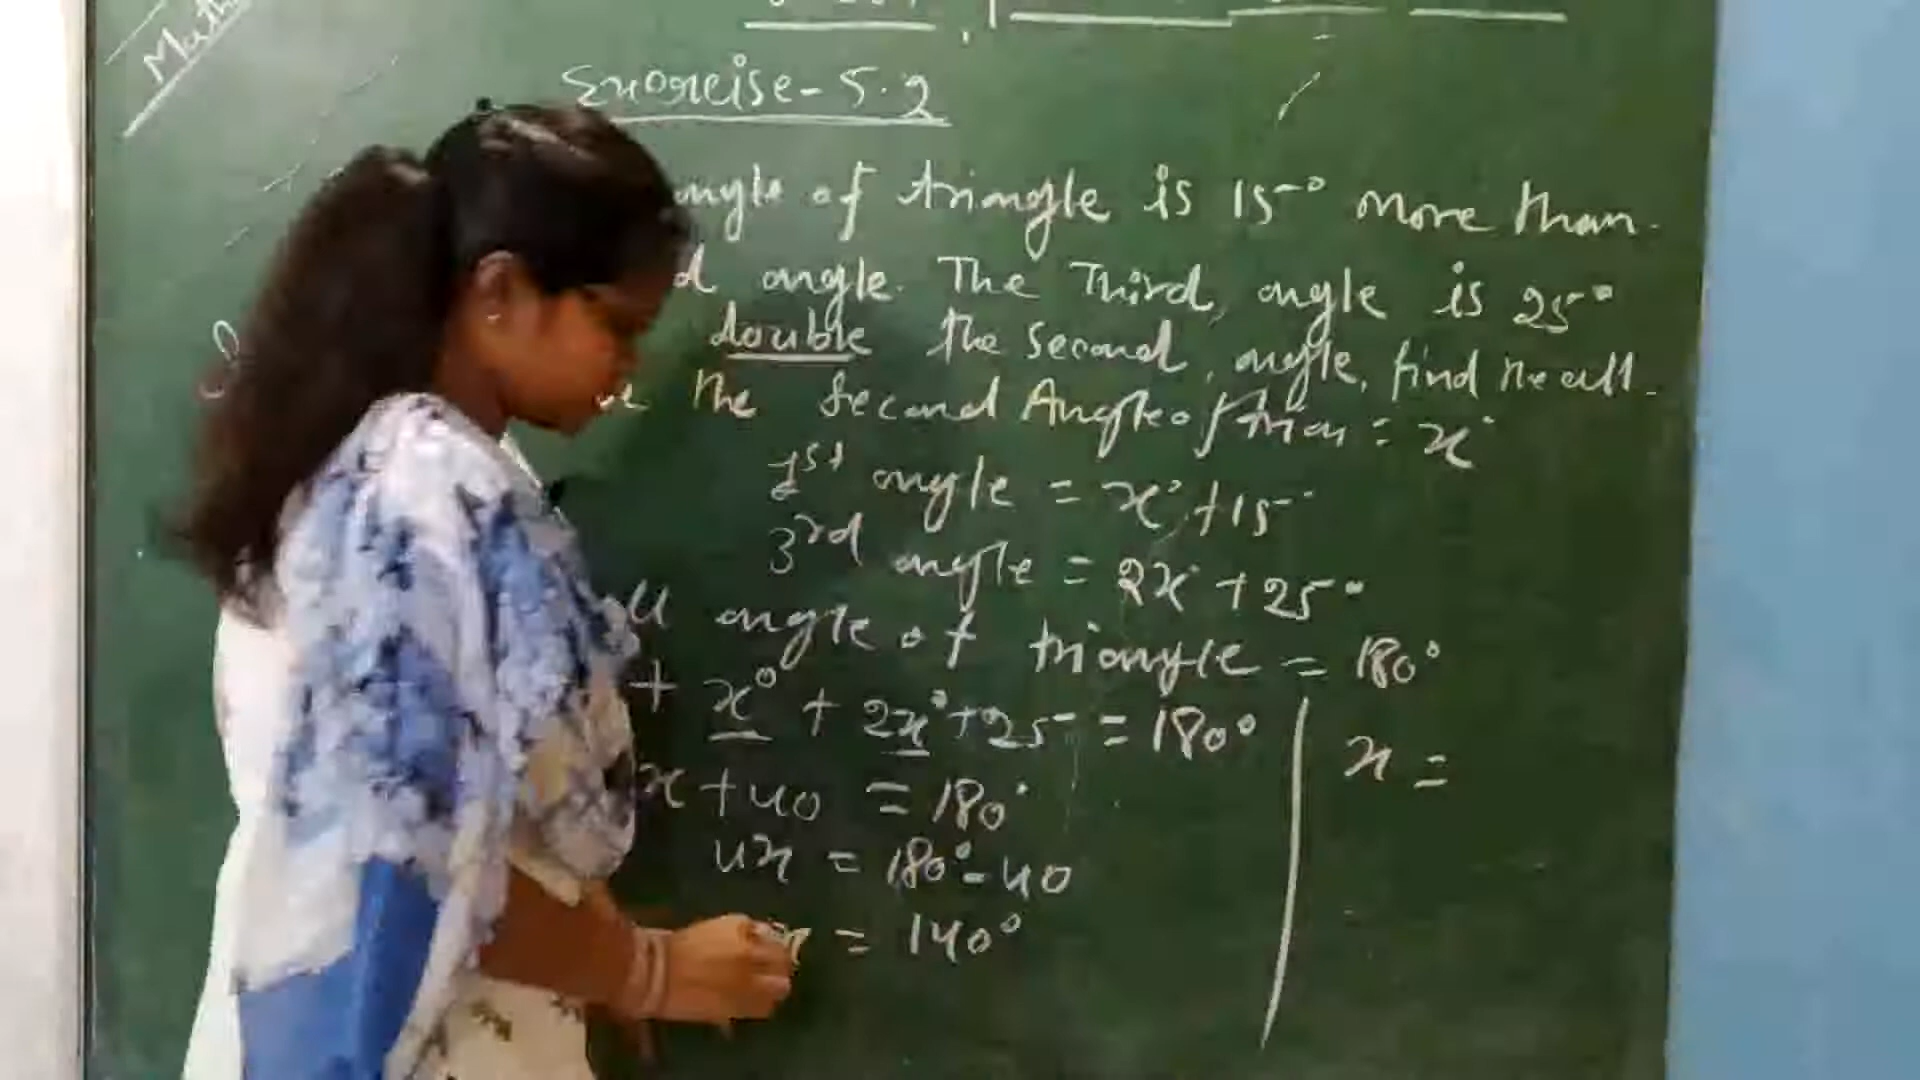 Math
Exercise - 5.2
angle of triangle is 15° more than
angle. The Third, angle is 25°
double the second, angle, find the all
the Second Angle of trian = x°
1st angle = x° + 15
3rd angle = 2x° + 25°
all angle of triangle = 180°
+ x° + 2x° + 25 = 180°
x + 40 = 180°
4x = 180° - 40
x = 140°
x =